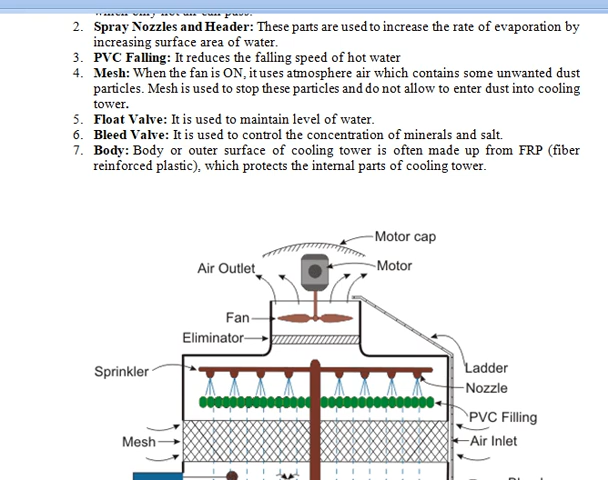 2. Spray Nozzles and Header: These parts are used to increase the rate of evaporation by
increasing surface area of water.
3. PVC Falling: It reduces the falling speed of hot water
4. Mesh: When the fan is ON, it uses atmosphere air which contains some unwanted dust
particles. Mesh is used to stop these particles and do not allow to enter dust into cooling
tower.
5. Float Valve: It is used to maintain level of water.
6. Bleed Valve: It is used to control the concentration of minerals and salt.
7. Body: Body or outer surface of cooling tower is often made up from FRP (fiber
reinforced plastic), which protects the internal parts of cooling tower.
Motor cap
Air Outlet
Motor
Fan
Eliminator
Sprinkler
Ladder
Nozzle
PVC Filling
Mesh
Air Inlet